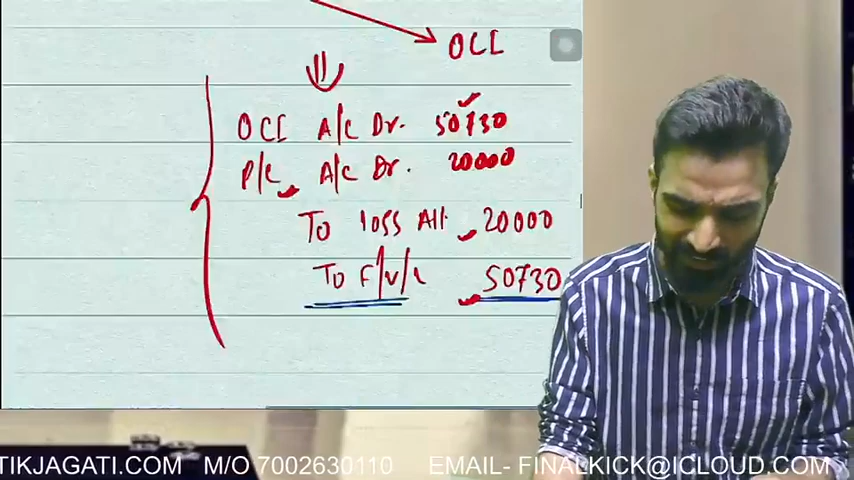 OCI
OCI A/c Dr. 50730
P/L A/c Dr. 20000
To loss All 20000
To F/V/L 50730
TIKJAGATI.COM M/O 7002630110 EMAIL- FINALKICK@ICLOUD.COM